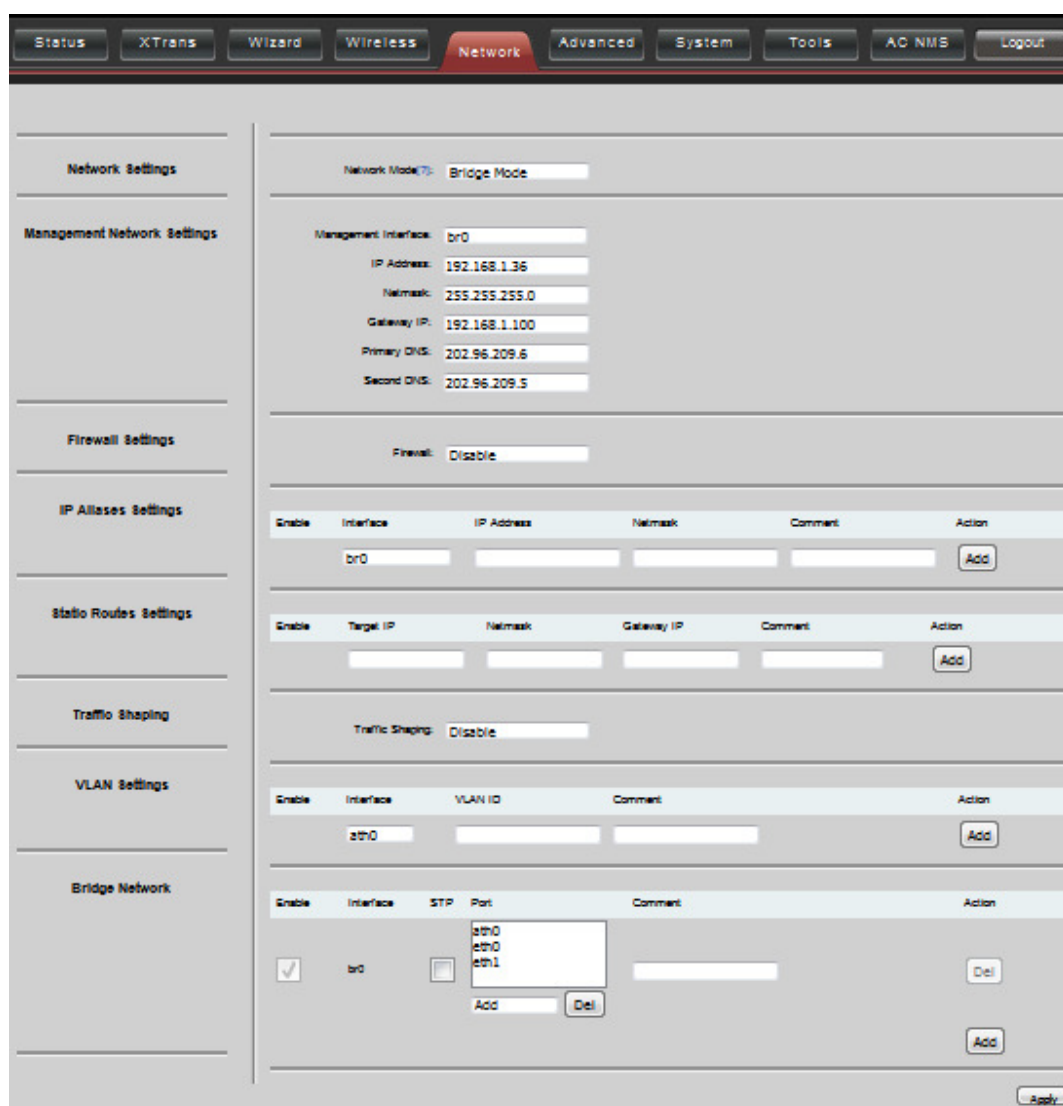 Status XTrans Wizard Wireless Network Advanced System Tools AC NMS Logout
Network Settings Network Mode[?]: Bridge Mode
Management Network Settings Management Interface: br0
IP Address: 192.168.1.36
Netmask: 255.255.255.0
Gateway IP: 192.168.1.100
Primary DNS: 202.96.209.6
Second DNS: 202.96.209.5
Firewall Settings Firewall: Disable
IP Aliases Settings
Enable Interface IP Address Netmask Comment Action
br0 Add
Static Routes Settings
Enable Target IP Netmask Gateway IP Comment Action
Add
Traffic Shaping Traffic Shaping: Disable
VLAN Settings
Enable Interface VLAN ID Comment Action
ath0 Add
Bridge Network
Enable Interface STP Port Comment Action
ath0
eth0
eth1
br0 Del
Add Del
Add
Apply